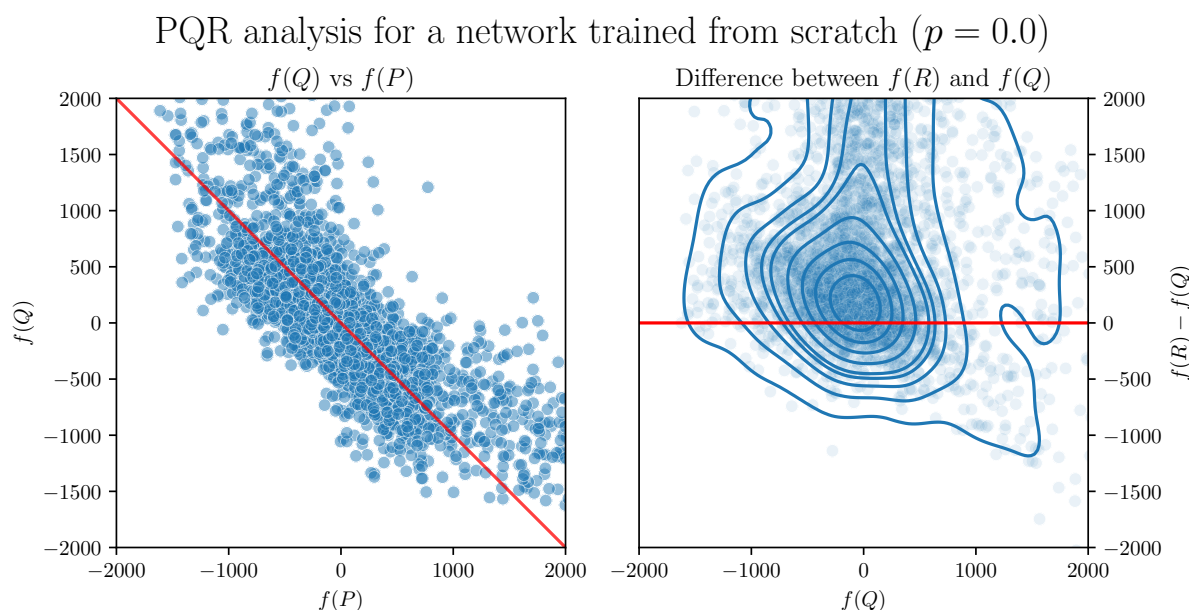 PQR analysis for a network trained from scratch (p = 0.0)
f(Q) vs f(P)
2000
1500
1000
500
0
−500
−1000
−1500
−2000
f(Q)
−2000 −1000 0 1000 2000
f(P)
Difference between f(R) and f(Q)
2000
1500
1000
500
0
−500
−1000
−1500
−2000
f(R) − f(Q)
−2000 −1000 0 1000 2000
f(Q)